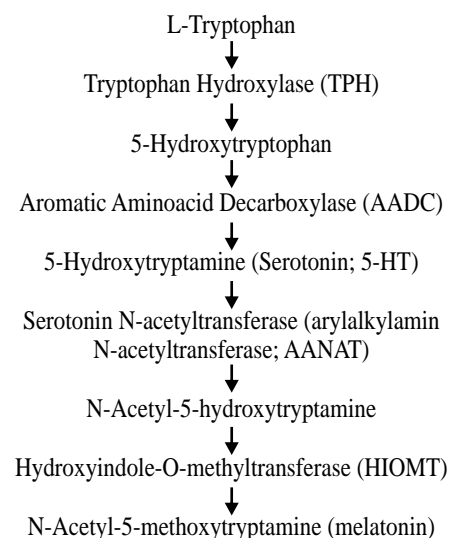 L-Tryptophan
Tryptophan Hydroxylase (TPH)
5-Hydroxytryptophan
Aromatic Aminoacid Decarboxylase (AADC)
5-Hydroxytryptamine (Serotonin; 5-HT)
Serotonin N-acetyltransferase (arylalkylamin
N-acetyltransferase; AANAT)
N-Acetyl-5-hydroxytryptamine
Hydroxyindole-O-methyltransferase (HIOMT)
N-Acetyl-5-methoxytryptamine (melatonin)